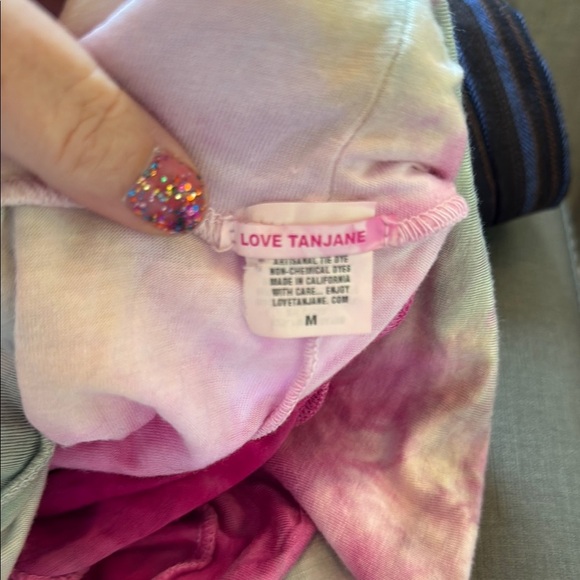 LOVE TANJANE
ARTISANAL TIE DYE
NON-CHEMICAL DYES
MADE IN CALIFORNIA
WITH CARE... ENJOY
LOVETANJANE.COM
M